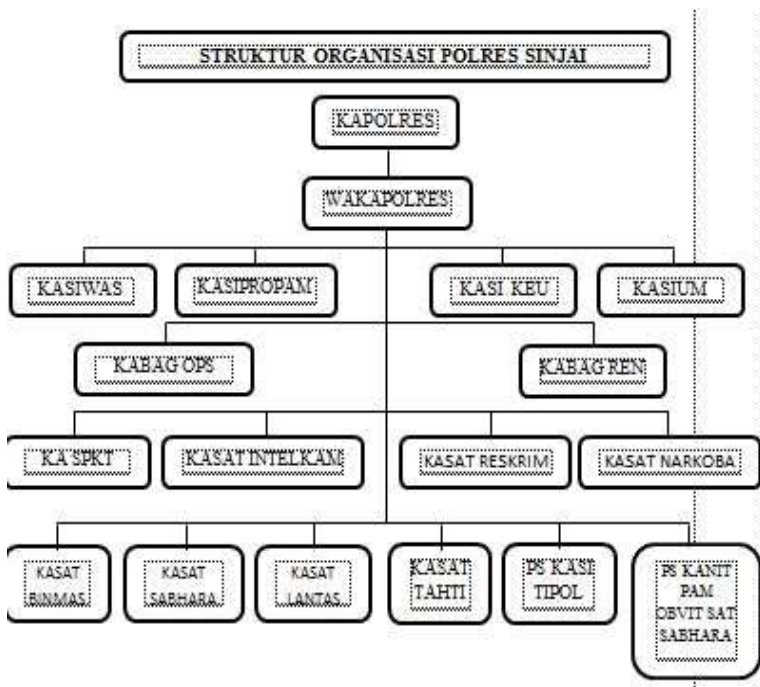 STRUKTUR ORGANISASI POLRES SINJAI
KAPOLRES
WAKAPOLRES
KASIWAS
KASIPROPAM
KASI KEU
KASIUM
KABAG OPS
KABAG REN
KA SPKT
KASAT INTELKAM
KASAT RESKRIM
KASAT NARKOBA
KASAT
BINMAS
KASAT
SABHARA
KASAT
LANTAS
KASAT
TAHTI
PS KASI
TIPOL
PS KANIT
PAM
OBVIT SAT
SABHARA